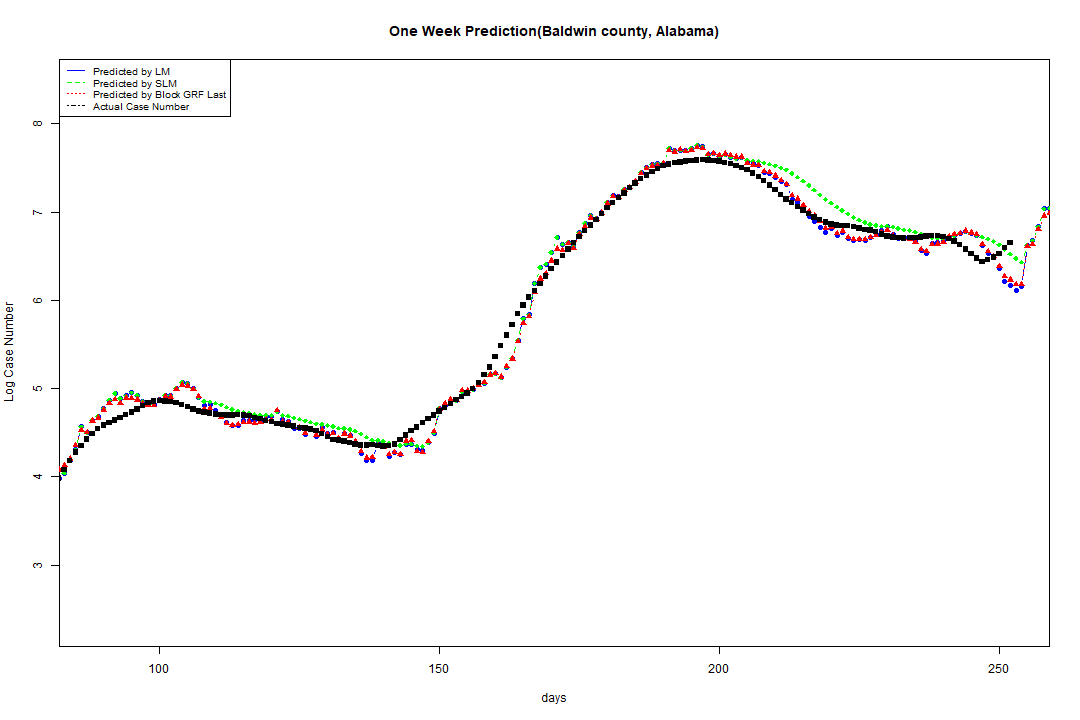 One Week Prediction(Baldwin county, Alabama)
Predicted by LM
Predicted by SLM
Predicted by Block GRF Last
Actual Case Number
8
7
6
5
4
3
Log Case Number
100 150 200 250
days